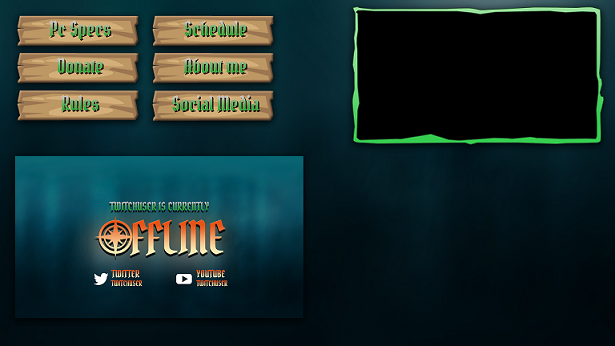 Pc Specs
Schedule
Donate
About me
Rules
Social Media
TWITCHUSER IS CURRENTLY
OFFLINE
TWITTER
TWITCHUSER
YOUTUBE
TWITCHUSER